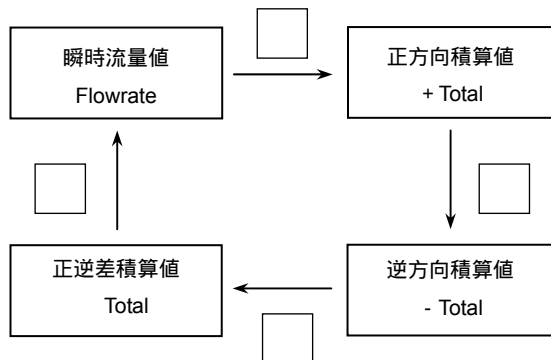 瞬時流量値
Flowrate
正方向積算値
+ Total
正逆差積算値
Total
逆方向積算値
- Total